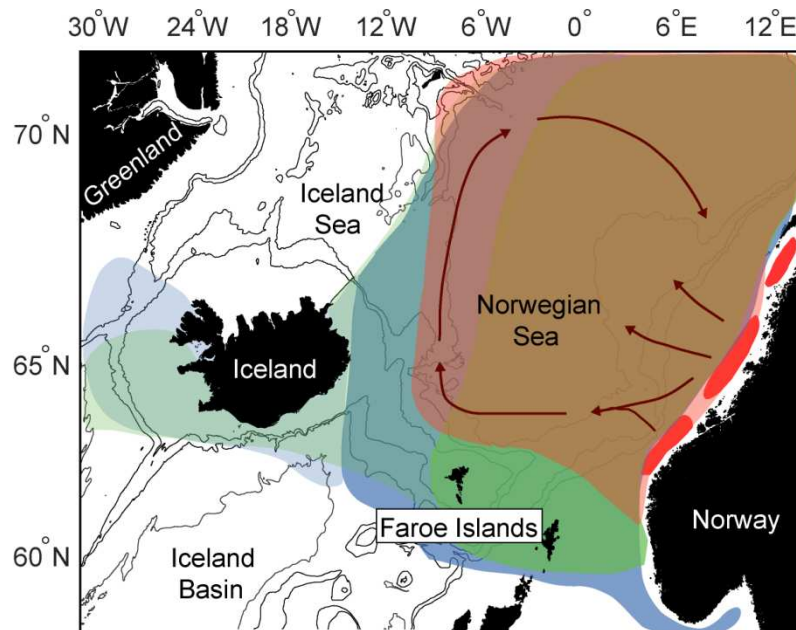 30°W 24°W 18°W 12°W 6°W 0° 6°E 12°E
70°N
Greenland
Iceland
Sea
Norwegian
Sea
65°N
Iceland
Faroe Islands
Norway
60°N
Iceland
Basin